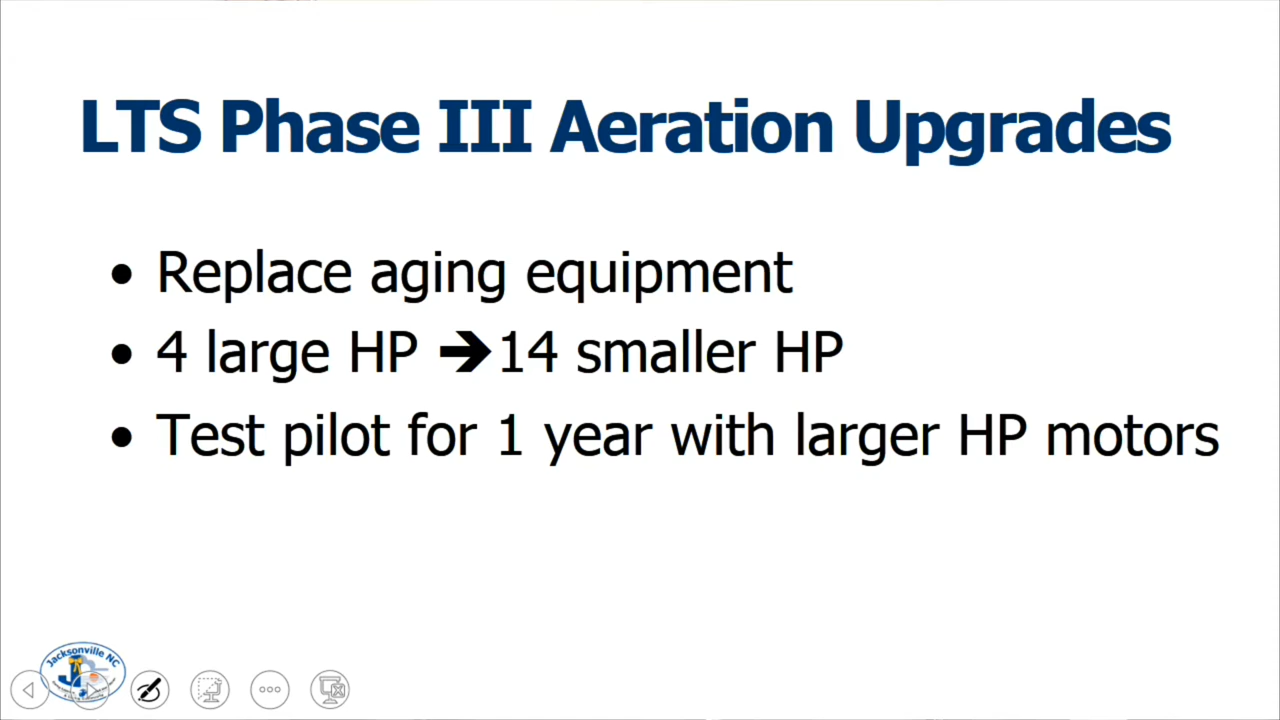 LTS Phase III Aeration Upgrades
• Replace aging equipment
• 4 large HP ➔14 smaller HP
• Test pilot for 1 year with larger HP motors
Jacksonville NC